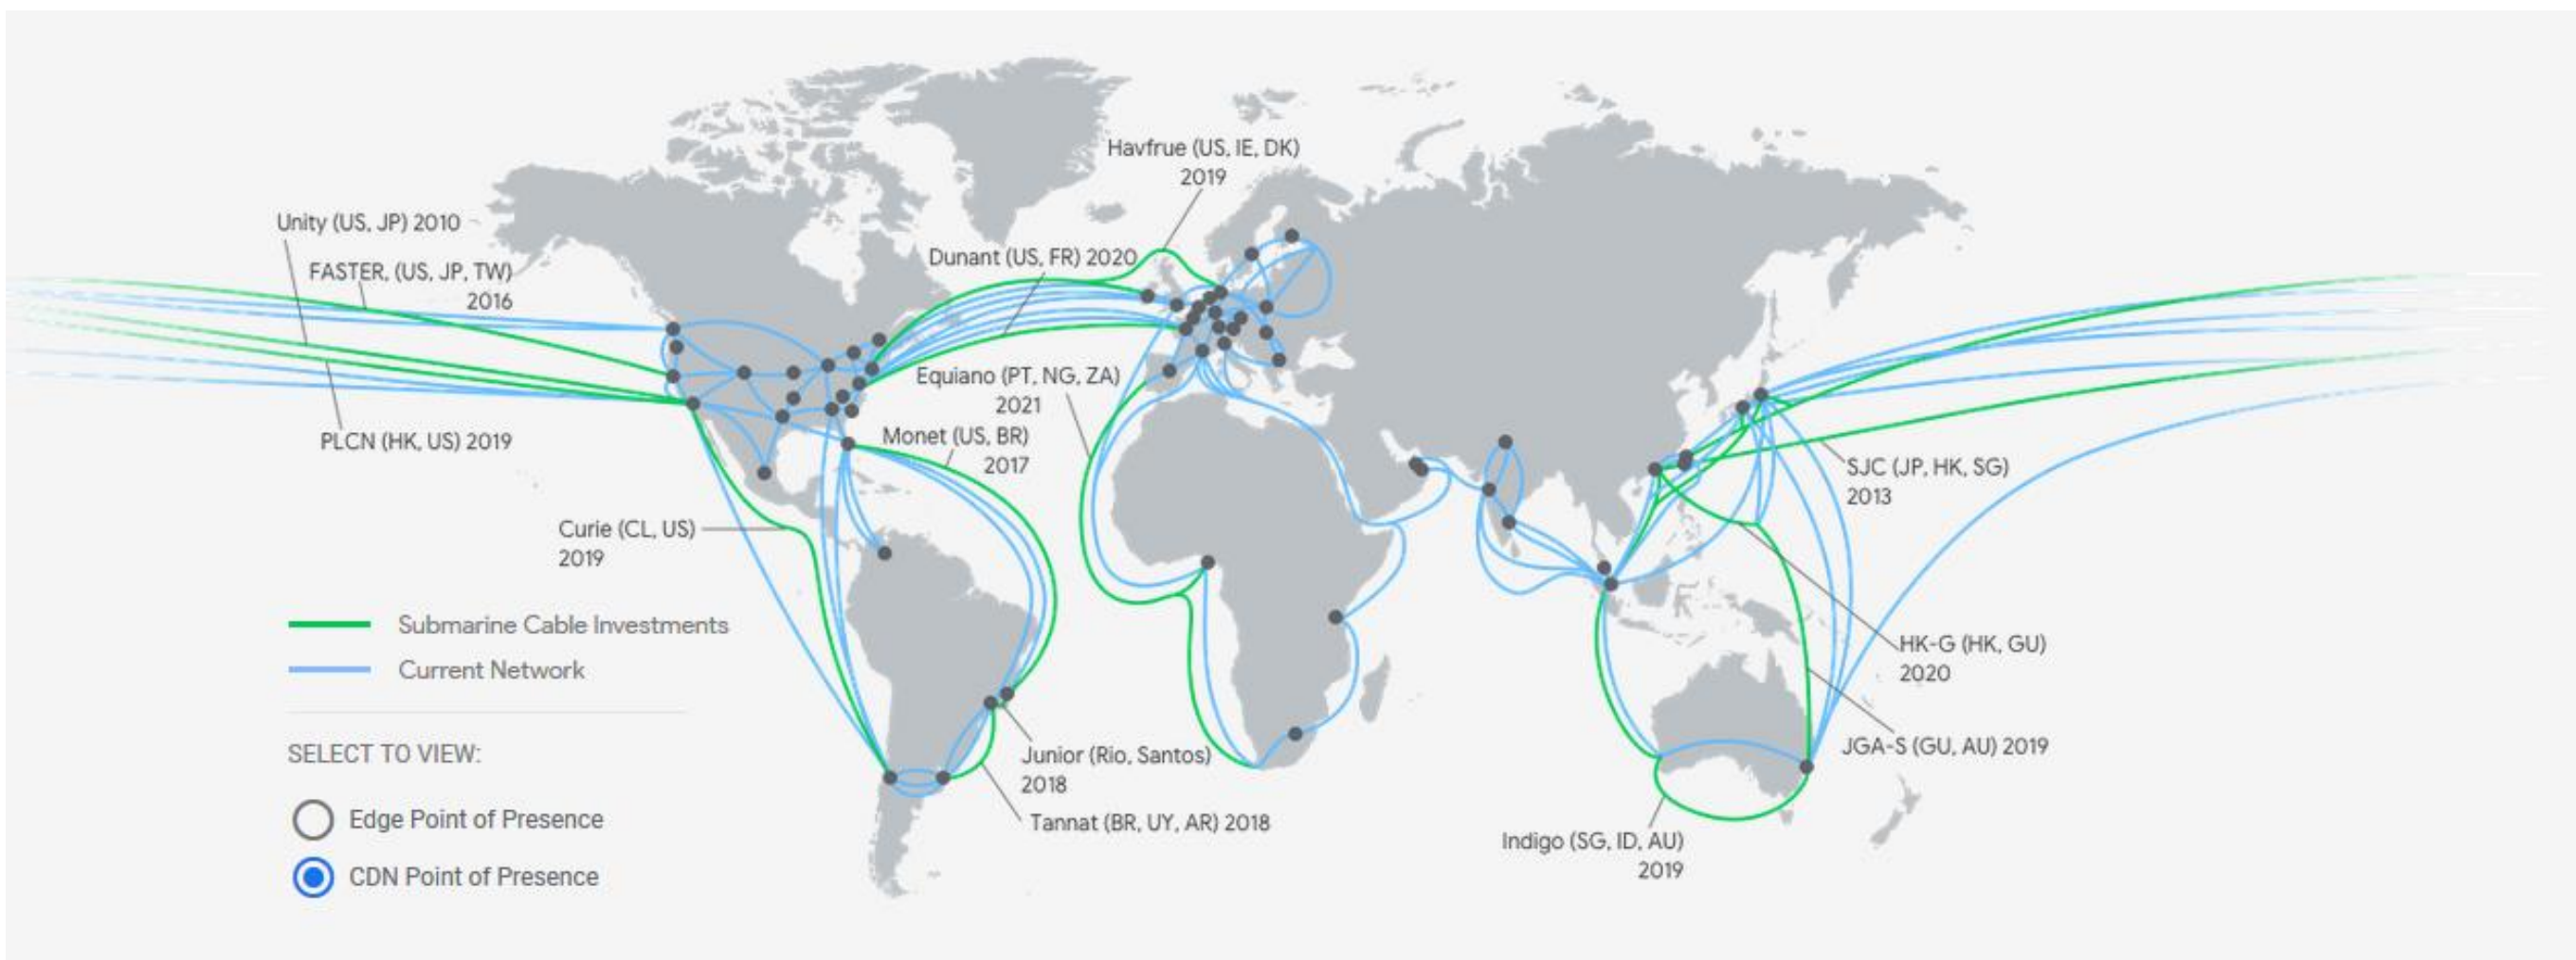 Havfrue (US, IE, DK)
2019
Unity (US, JP) 2010
FASTER, (US, JP, TW)
2016
Dunant (US, FR) 2020
Equiano (PT, NG, ZA)
2021
PLCN (HK, US) 2019
Monet (US, BR)
2017
SJC (JP, HK, SG)
2013
Curie (CL, US)
2019
Submarine Cable Investments
Current Network
HK-G (HK, GU)
2020
SELECT TO VIEW:
Junior (Rio, Santos)
2018
JGA-S (GU, AU) 2019
Edge Point of Presence
Tannat (BR, UY, AR) 2018
Indigo (SG, ID, AU)
2019
CDN Point of Presence